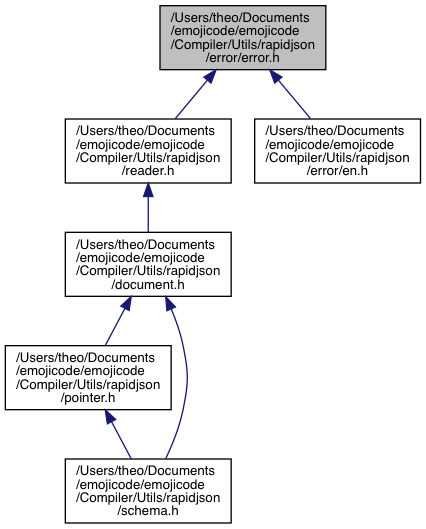 /Users/theo/Documents
/emojicode/emojicode
/Compiler/Utils/rapidjson
/error/error.h
/Users/theo/Documents
/emojicode/emojicode
/Compiler/Utils/rapidjson
/reader.h
/Users/theo/Documents
/emojicode/emojicode
/Compiler/Utils/rapidjson
/error/en.h
/Users/theo/Documents
/emojicode/emojicode
/Compiler/Utils/rapidjson
/document.h
/Users/theo/Documents
/emojicode/emojicode
/Compiler/Utils/rapidjson
/pointer.h
/Users/theo/Documents
/emojicode/emojicode
/Compiler/Utils/rapidjson
/schema.h